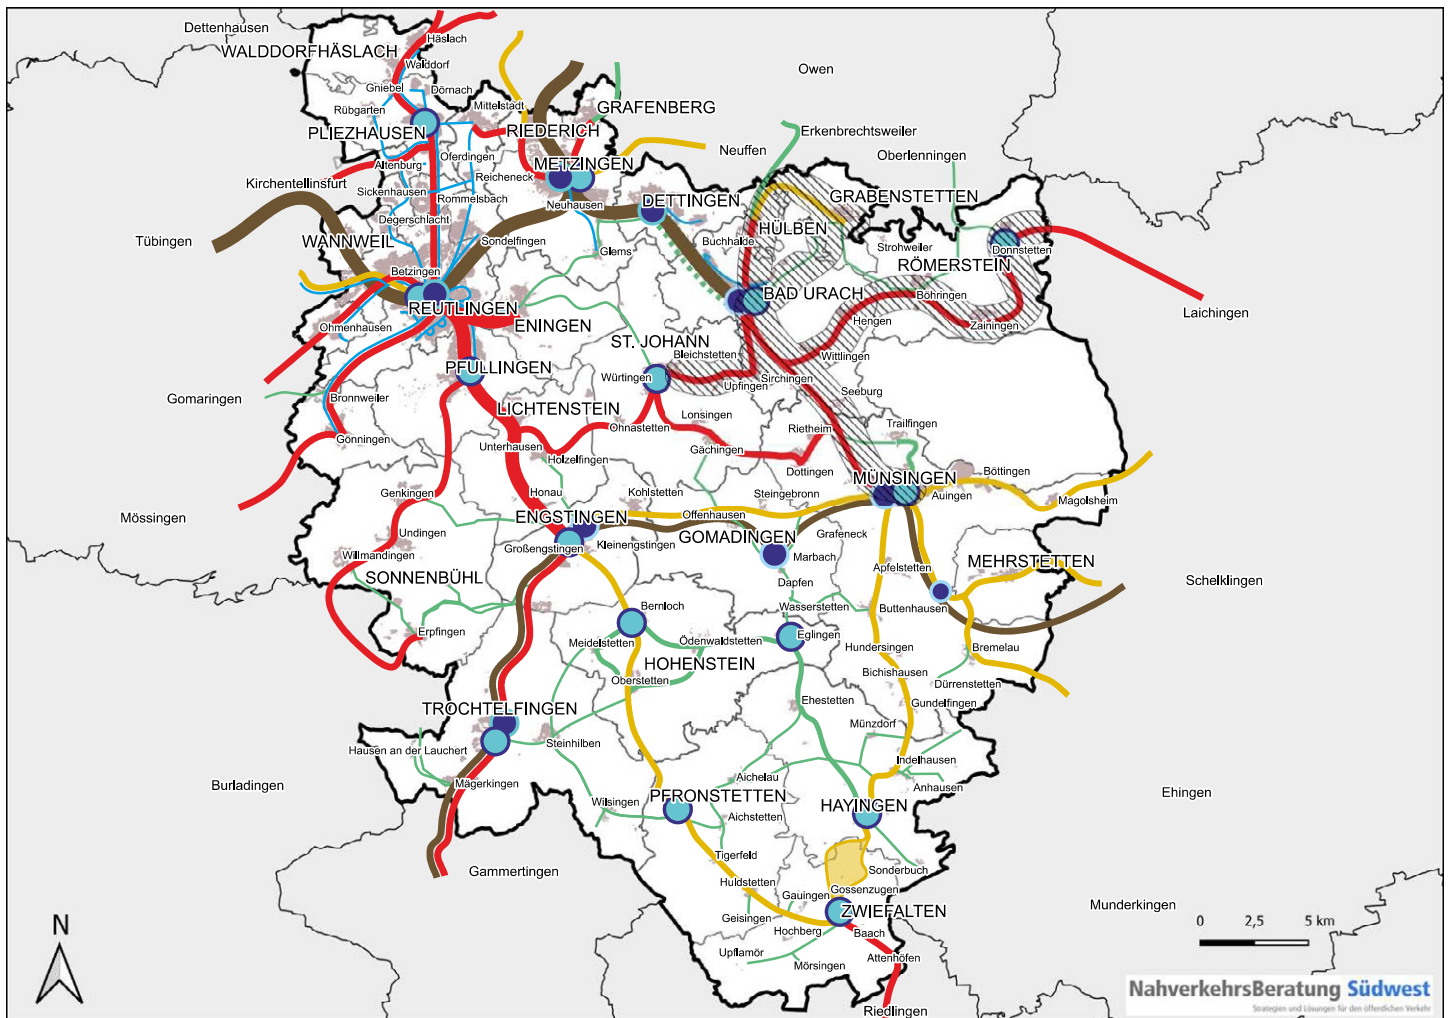 Dettenhausen
Häslach
WALDDORFHÄSLACH
Walddorf
Owen
Gniebel
Dörnach
Rübgarten
Mittelstadt
GRAFENBERG
PLIEZHAUSEN
RIEDERICH
Erkenbrechtsweiler
Neuffen
Oferdingen
Oberlenningen
Altenburg
METZINGEN
Kirchentellinsfurt
Reicheneck
Sickenhausen
Rommelsbach
Neuhausen
DETTINGEN
GRABENSTETTEN
Degerschlacht
HÜLBEN
Tübingen
WANNWEIL
Sondelfingen
Glems
Buchhalde
Strohweiler
Donnstetten
RÖMERSTEIN
Betzingen
BAD URACH
Böhringen
REUTLINGEN
Laichingen
Ohmenhausen
ENINGEN
Hengen
Zainingen
ST. JOHANN
Bleichstetten
Wittlingen
PFULLINGEN
Würtingen
Upfingen
Sirchingen
Seeburg
Gomaringen
Bronnweiler
LICHTENSTEIN
Lonsingen
Ohnastetten
Rietheim
Trailfingen
Gönningen
Unterhausen
Gächingen
Holzelfingen
Dottingen
Böttingen
MÜNSINGEN
Genkingen
Honau
Kohlstetten
Steingebronn
Auingen
Magolsheim
Mössingen
ENGSTINGEN
Offenhausen
Undingen
GOMADINGEN
Grafeneck
Großengstingen
Kleinengstingen
Willmandingen
Marbach
MEHRSTETTEN
Apfelstetten
SONNENBÜHL
Dapfen
Schelklingen
Bernloch
Wasserstetten
Buttenhausen
Erpfingen
Meidelstetten
Ödenwaldstetten
Eglingen
Hundersingen
Bremelau
HOHENSTEIN
Oberstetten
Bichishausen
Dürrenstetten
TROCHTELFINGEN
Ehestetten
Gundelfingen
Münzdorf
Steinhilben
Hausen an der Lauchert
Indelhausen
Burladingen
Mägerkingen
Aichelau
Anhausen
Ehingen
PFRONSTETTEN
HAYINGEN
Wilsingen
Aichstetten
Tigerfeld
Gammertingen
Sonderbuch
Huldstetten
Gossenzugen
Gauingen
Munderkingen
Geisingen
ZWIEFALTEN
Hochberg
Baach
Upflamör
Attenhöfen
Mörsingen
Riedlingen
N
0 2,5 5 km
NahverkehrsBeratung Südwest
Strategien und Lösungen für den öffentlichen Verkehr